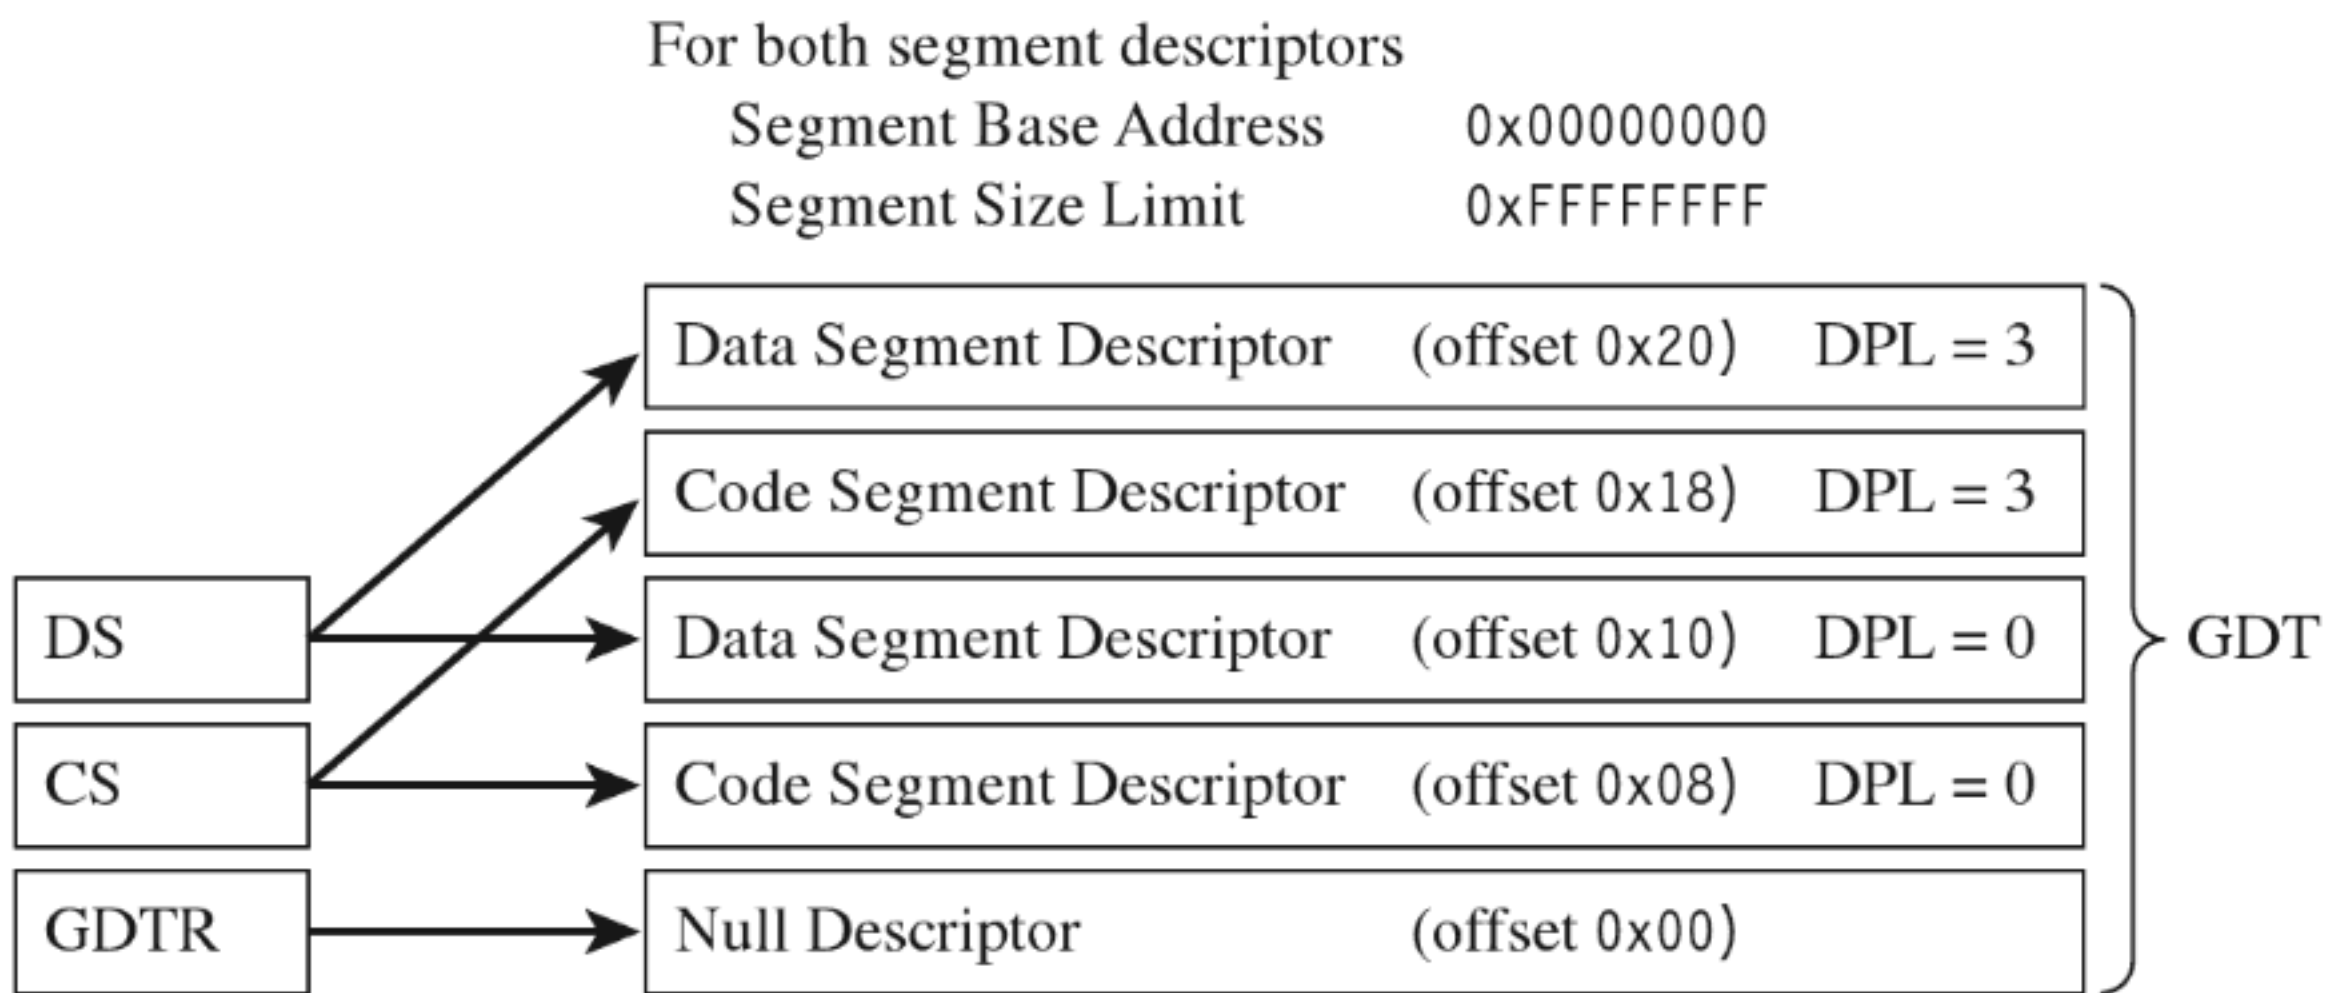 For both segment descriptors
Segment Base Address 0x00000000
Segment Size Limit 0xFFFFFFFF
Data Segment Descriptor (offset 0x20) DPL = 3
Code Segment Descriptor (offset 0x18) DPL = 3
DS
Data Segment Descriptor (offset 0x10) DPL = 0
GDT
CS
Code Segment Descriptor (offset 0x08) DPL = 0
GDTR
Null Descriptor (offset 0x00)